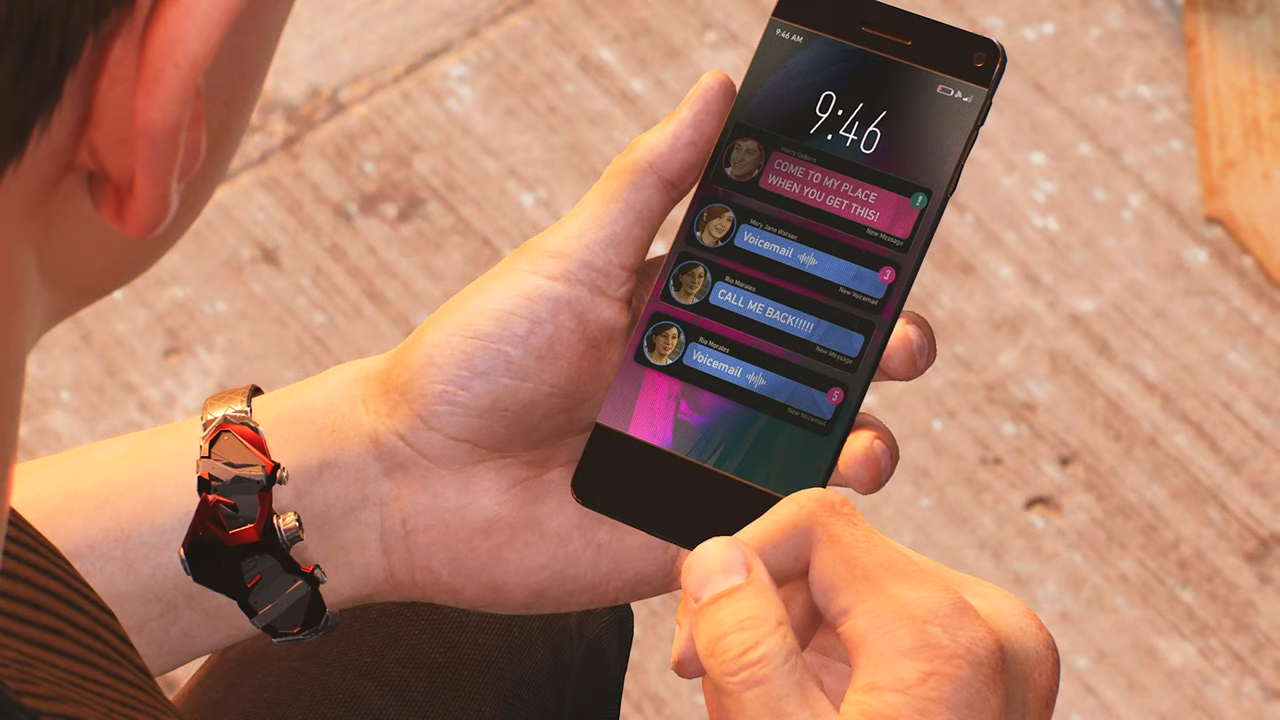 9:46 AM
9:46
Harry Osborn
COME TO MY PLACE
WHEN YOU GET THIS!
New Message
Mary Jane Watson
Voicemail
3
New Voicemail
Rio Morales
CALL ME BACK!!!!!
New Message
Rio Morales
Voicemail
5
New Voicemail